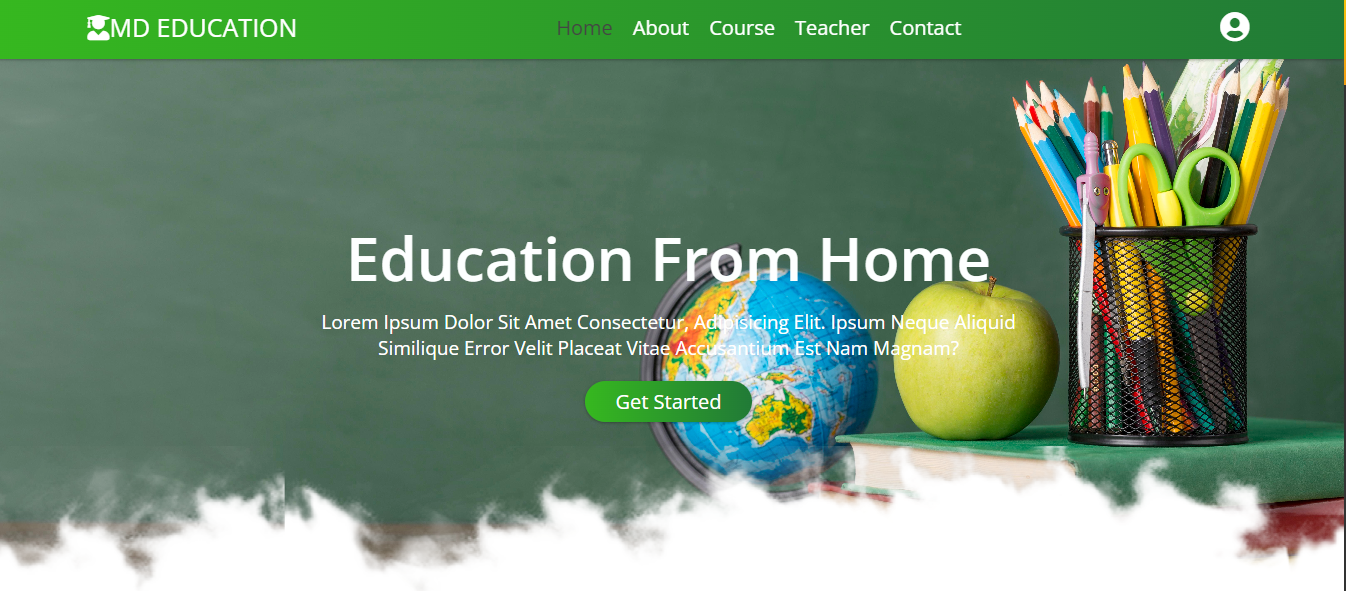 MD EDUCATION
Home About Course Teacher Contact
Education From Home
Lorem Ipsum Dolor Sit Amet Consectetur, Adipisicing Elit. Ipsum Neque Aliquid
Similique Error Velit Placeat Vitae Accusantium Est Nam Magnam?
Get Started